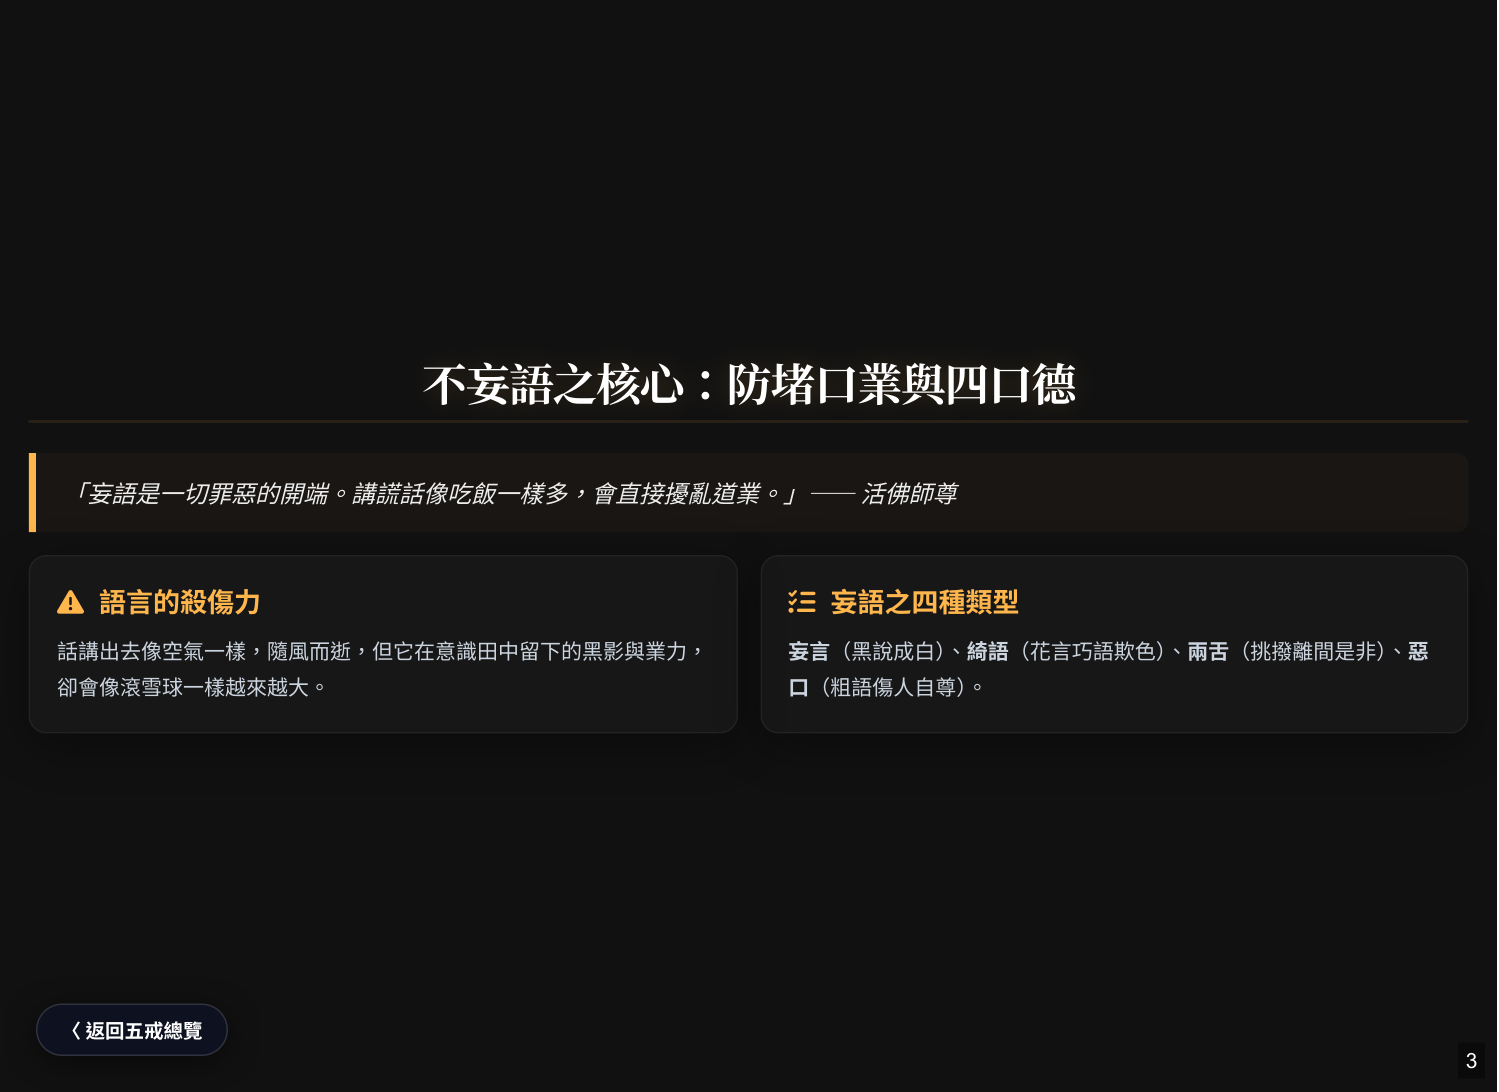 不妄語之核心：防堵口業與四口德
「妄語是一切罪惡的開端。講謊話像吃飯一樣多，會直接擾亂道業。」—— 活佛師尊
語言的殺傷力
話講出去像空氣一樣，隨風而逝，但它在意識田中留下的黑影與業力，
卻會像滾雪球一樣越來越大。
妄語之四種類型
妄言（黑說成白）、綺語（花言巧語欺色）、兩舌（挑撥離間是非）、惡
口（粗語傷人自尊）。
〈 返回五戒總覽
3